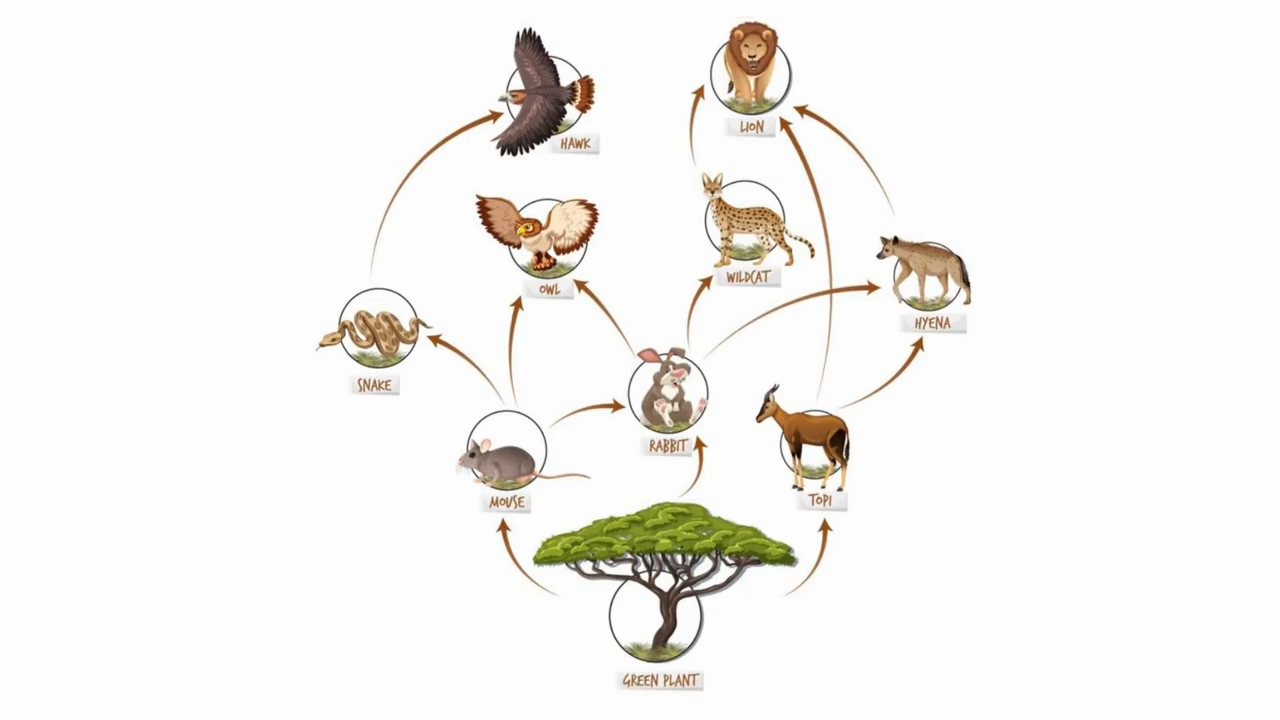 HAWK
LION
OWL
WILDCAT
HYENA
SNAKE
RABBIT
MOUSE
TOPI
GREEN PLANT